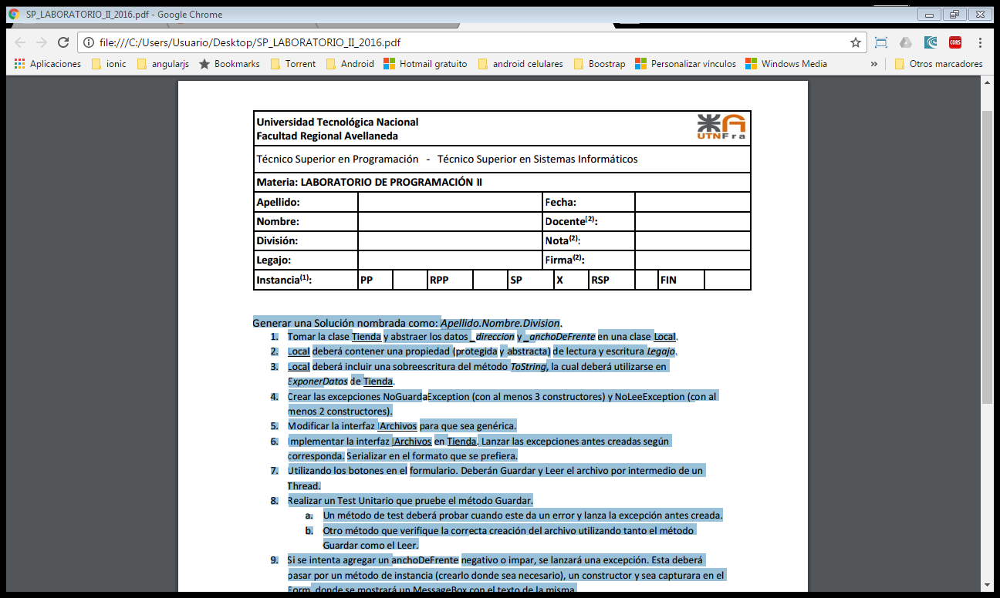 SP_LABORATORIO_II_2016.pdf - Google Chrome
file:///C:/Users/Usuario/Desktop/SP_LABORATORIO_II_2016.pdf
Aplicaciones ionic angularjs Bookmarks Torrent Android Hotmail gratuito android celulares Boostrap Personalizar vínculos Windows Media » Otros marcadores
CORS
Universidad Tecnológica Nacional
Facultad Regional Avellaneda
UTNFra
Técnico Superior en Programación - Técnico Superior en Sistemas Informáticos
Materia: LABORATORIO DE PROGRAMACIÓN II
Apellido: Fecha:
Nombre: Docente(2):
División: Nota(2):
Legajo: Firma(2):
Instancia(1): PP RPP SP X RSP FIN
Generar una Solución nombrada como: Apellido.Nombre.Division.
1. Tomar la clase Tienda y abstraer los datos _direccion y _anchoDeFrente en una clase Local.
2. Local deberá contener una propiedad (protegida y abstracta) de lectura y escritura Legajo.
3. Local deberá incluir una sobreescritura del método ToString, la cual deberá utilizarse en
ExponerDatos de Tienda.
4. Crear las excepciones NoGuardaException (con al menos 3 constructores) y NoLeeException (con al
menos 2 constructores).
5. Modificar la interfaz IArchivos para que sea genérica.
6. Implementar la interfaz IArchivos en Tienda. Lanzar las excepciones antes creadas según
corresponda. Serializar en el formato que se prefiera.
7. Utilizando los botones en el formulario. Deberán Guardar y Leer el archivo por intermedio de un
Thread.
8. Realizar un Test Unitario que pruebe el método Guardar.
a. Un método de test deberá probar cuando este da un error y lanza la excepción antes creada.
b. Otro método que verifique la correcta creación del archivo utilizando tanto el método
Guardar como el Leer.
9. Si se intenta agregar un anchoDeFrente negativo o impar, se lanzará una excepción. Esta deberá
pasar por un método de instancia (crearlo donde sea necesario), un constructor y sea capturara en el
Form, donde se mostrará un MessageBox con el texto de la misma.